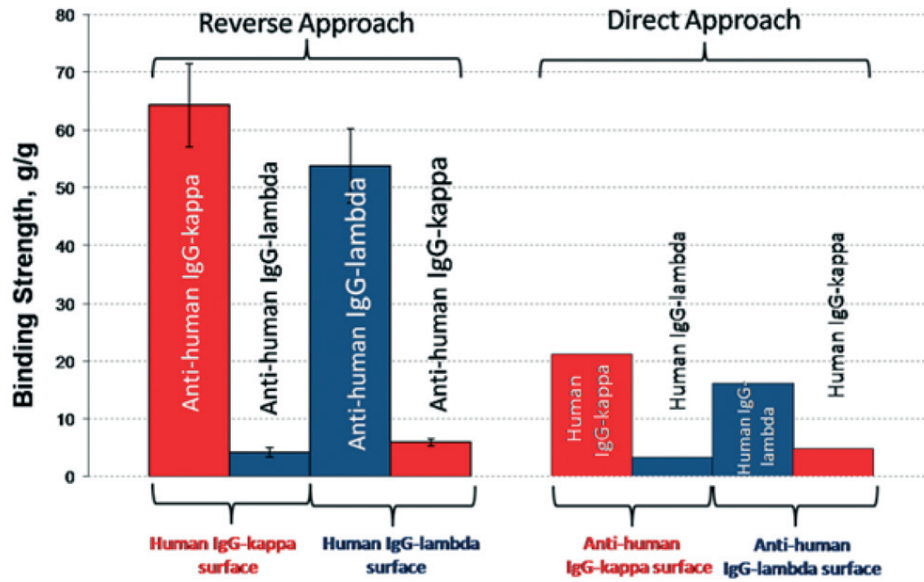 Reverse Approach
Direct Approach
Binding Strength, g/g
80
70
60
50
40
30
20
10
0
Anti-human IgG-kappa
Anti-human IgG-lambda
Anti-human IgG-lambda
Anti-human IgG-kappa
Human
IgG-kappa
Human IgG-lambda
Human IgG-
lambda
Human IgG-kappa
Human IgG-kappa
surface
Human IgG-lambda
surface
Anti-human
IgG-kappa surface
Anti-human
IgG-lambda surface